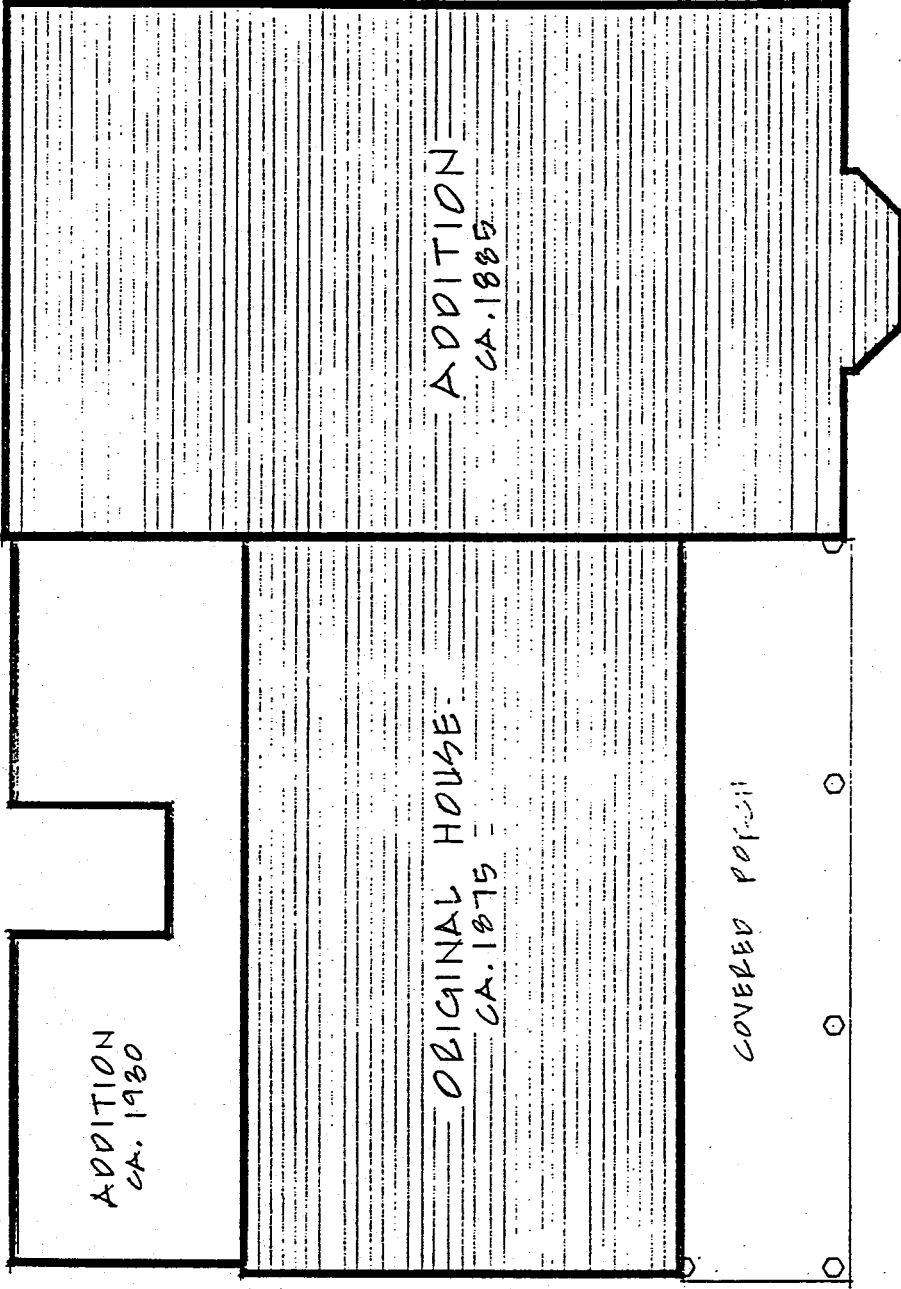 ADDITION
CA. 1885
ORIGINAL HOUSE
CA. 1875
ADDITION
CA. 1930
COVERED